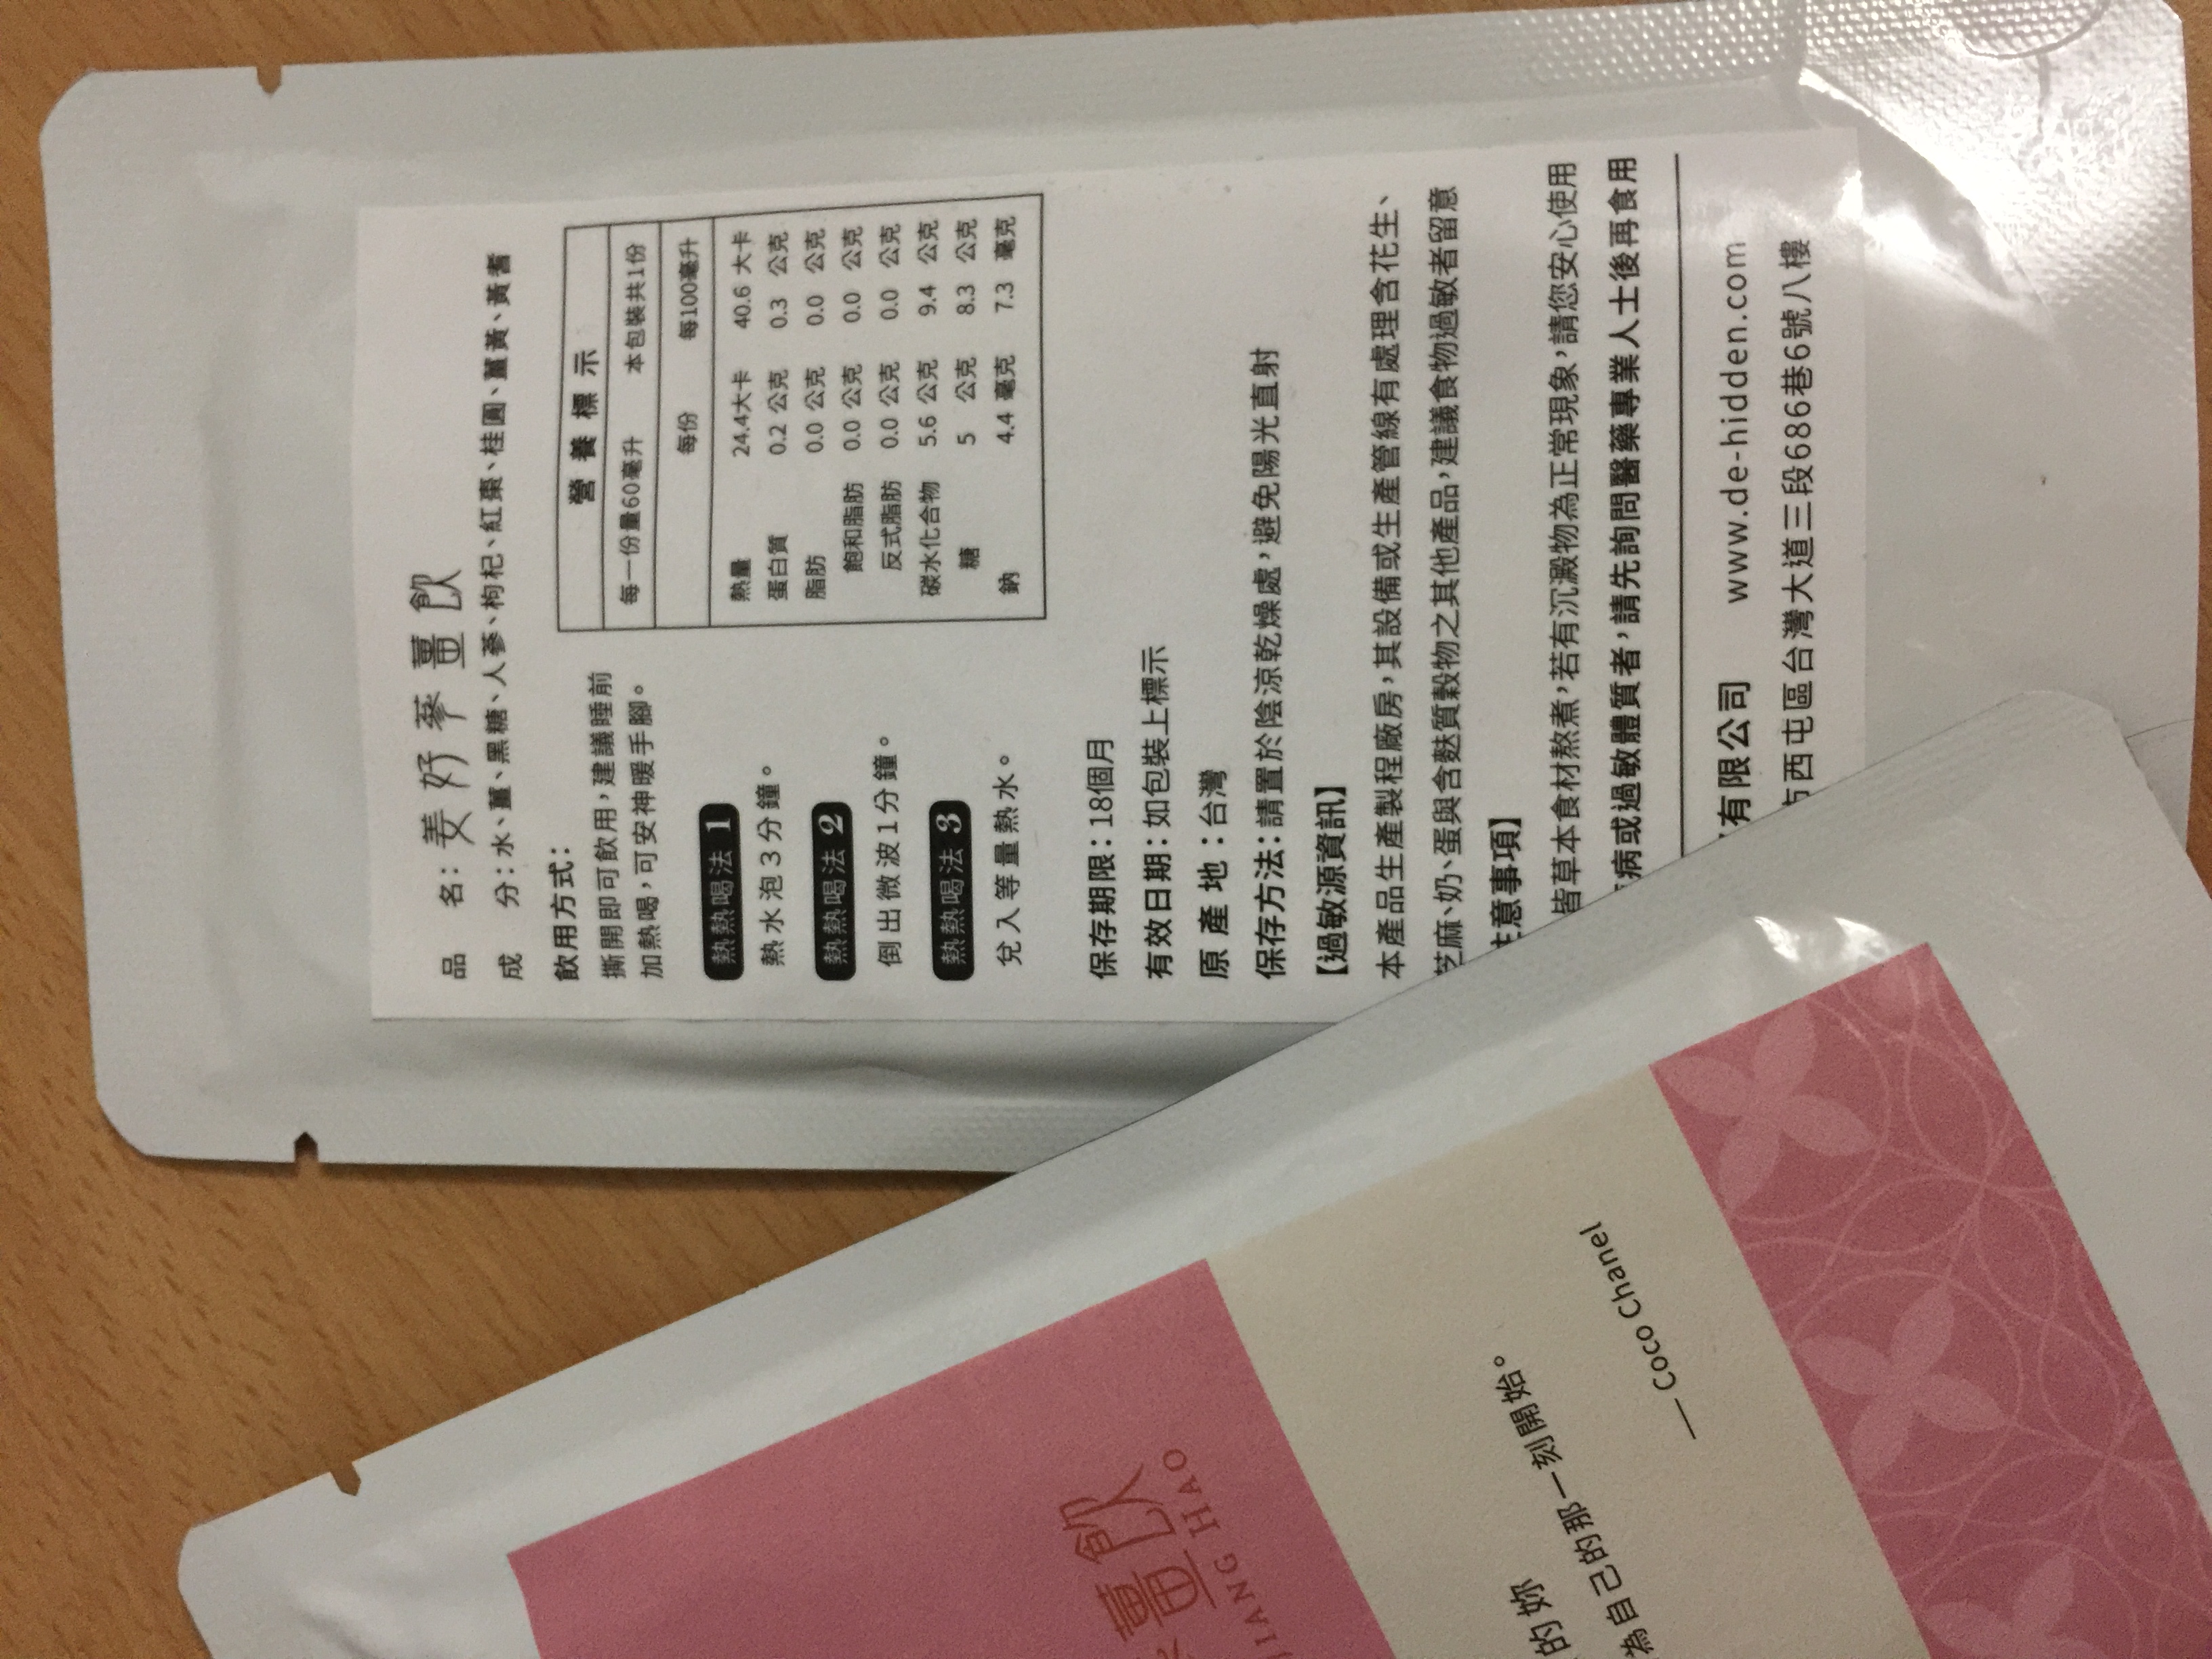 品　名：姜好蔘薑飲
成　分：水、薑、黑糖、人蔘、枸杞、紅棗、桂圓、薑黃、黃耆
飲用方式：
撕開即可飲用，建議睡前
加熱喝，可安神暖手腳。
熱熱喝法 1
熱水泡3分鐘。
熱熱喝法 2
倒出微波1分鐘。
熱熱喝法 3
兌入等量熱水。
營養標示
每一份量60毫升 本包裝共1份
每份 每100毫升
熱量 24.4大卡 40.6 大卡
蛋白質 0.2 公克 0.3 公克
脂肪 0.0 公克 0.0 公克
飽和脂肪 0.0 公克 0.0 公克
反式脂肪 0.0 公克 0.0 公克
碳水化合物 5.6 公克 9.4 公克
糖 5 公克 8.3 公克
鈉 4.4 毫克 7.3 毫克
保存期限：18個月
有效日期：如包裝上標示
原 產 地：台灣
保存方法：請置於陰涼乾燥處，避免陽光直射
【過敏源資訊】
本產品生產製程廠房，其設備或生產管線有處理含花生、
芝麻、奶、蛋與含麩質穀物之其他產品，建議食物過敏者留意
意事項】
皆草本食材熬煮，若有沉澱物為正常現象，請您安心使用
病或過敏體質者，請先詢問醫藥專業人士後再食用
有限公司 www.de-hidden.com
市西屯區台灣大道三段686巷6號八樓
薑飲
JIANG HIAO
的妳
為自己的那一刻開始。
— Coco Chanel